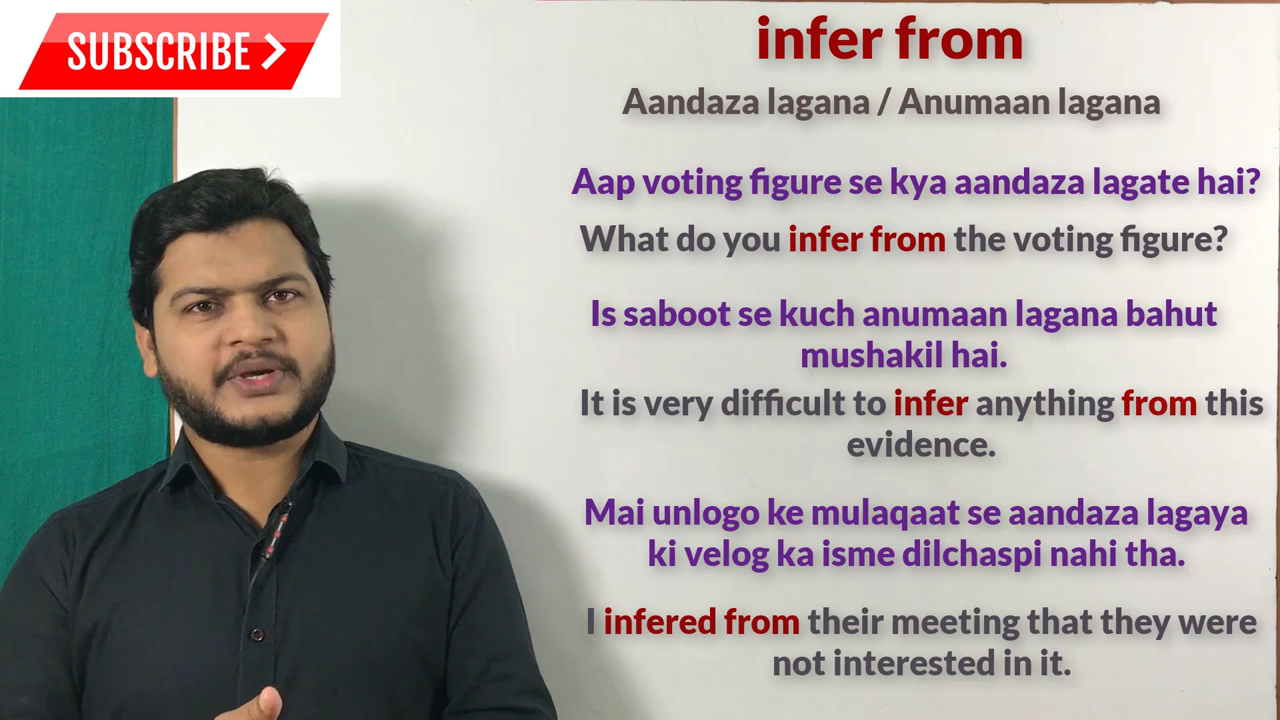 SUBSCRIBE
infer from
Aandaza lagana / Anumaan lagana
Aap voting figure se kya aandaza lagate hai?
What do you infer from the voting figure?
Is saboot se kuch anumaan lagana bahut
mushakil hai.
It is very difficult to infer anything from this
evidence.
Mai unlogo ke mulaqaat se aandaza lagaya
ki velog ka isme dilchaspi nahi tha.
I infered from their meeting that they were
not interested in it.